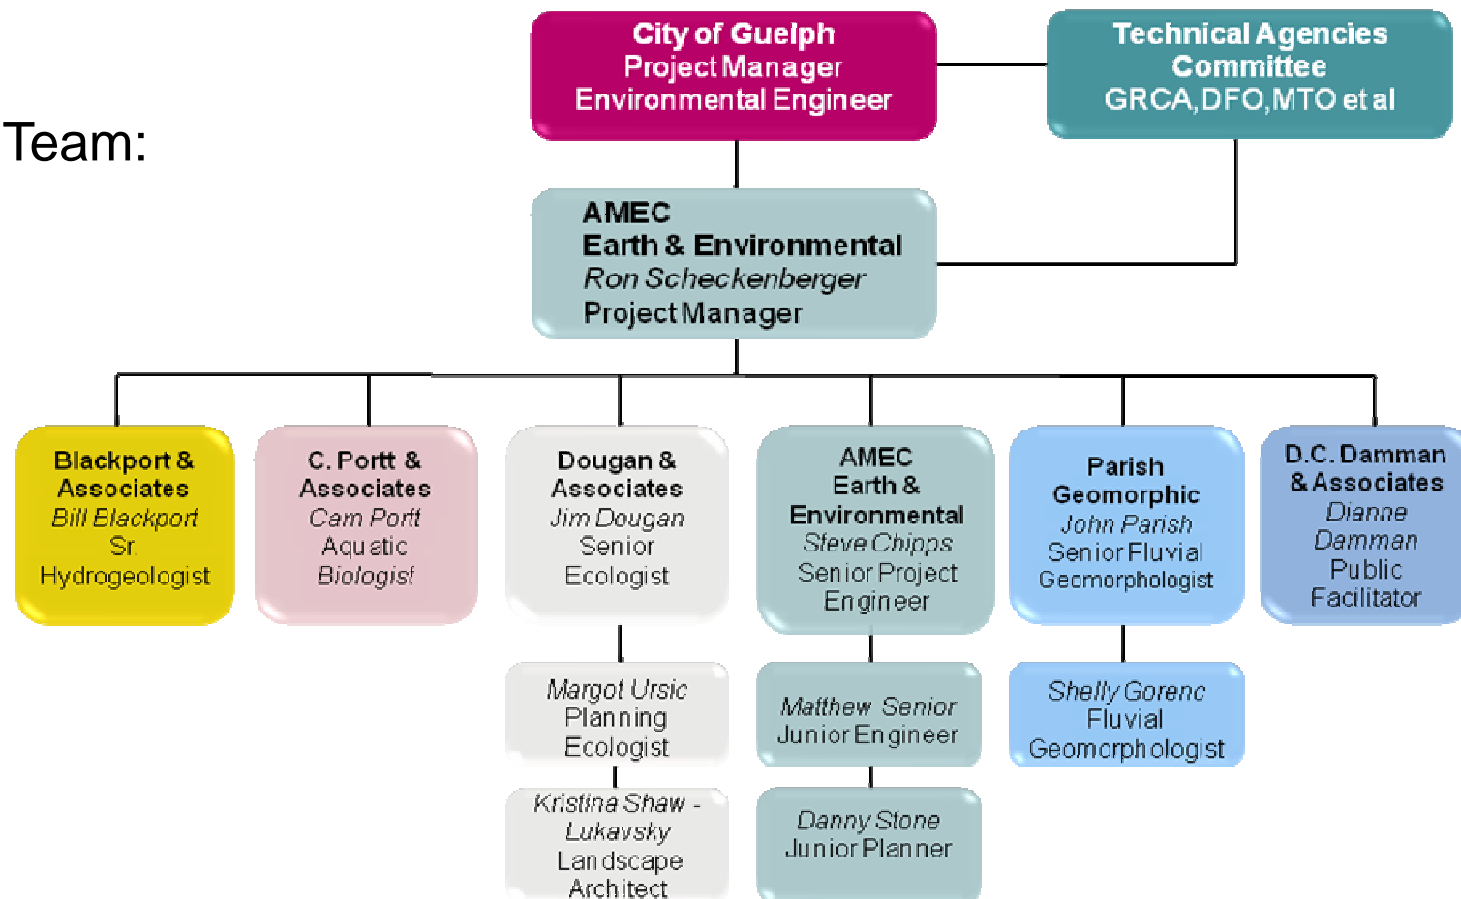 Team:
City of Guelph
Project Manager
Environmental Engineer
Technical Agencies
Committee
GRCA,DFO,MTO et al
AMEC
Earth & Environmental
Ron Scheckenberger
Project Manager
Blackport &
Associates
Bill Blackport
Sr.
Hydrogeologist
C. Portt &
Associates
Cam Portt
Aquatic
Biologist
Dougan &
Associates
Jim Dougan
Senior
Ecologist
AMEC
Earth &
Environmental
Steve Chipps
Senior Project
Engineer
Parish
Geomorphic
John Parish
Senior Fluvial
Geomorphologist
D.C. Damman
& Associates
Dianne
Damman
Public
Facilitator
Margot Ursic
Planning
Ecologist
Matthew Senior
Junior Engineer
Shelly Gorenc
Fluvial
Geomorphologist
Kristina Shaw -
Lukavsky
Landscape
Architect
Danny Stone
Junior Planner